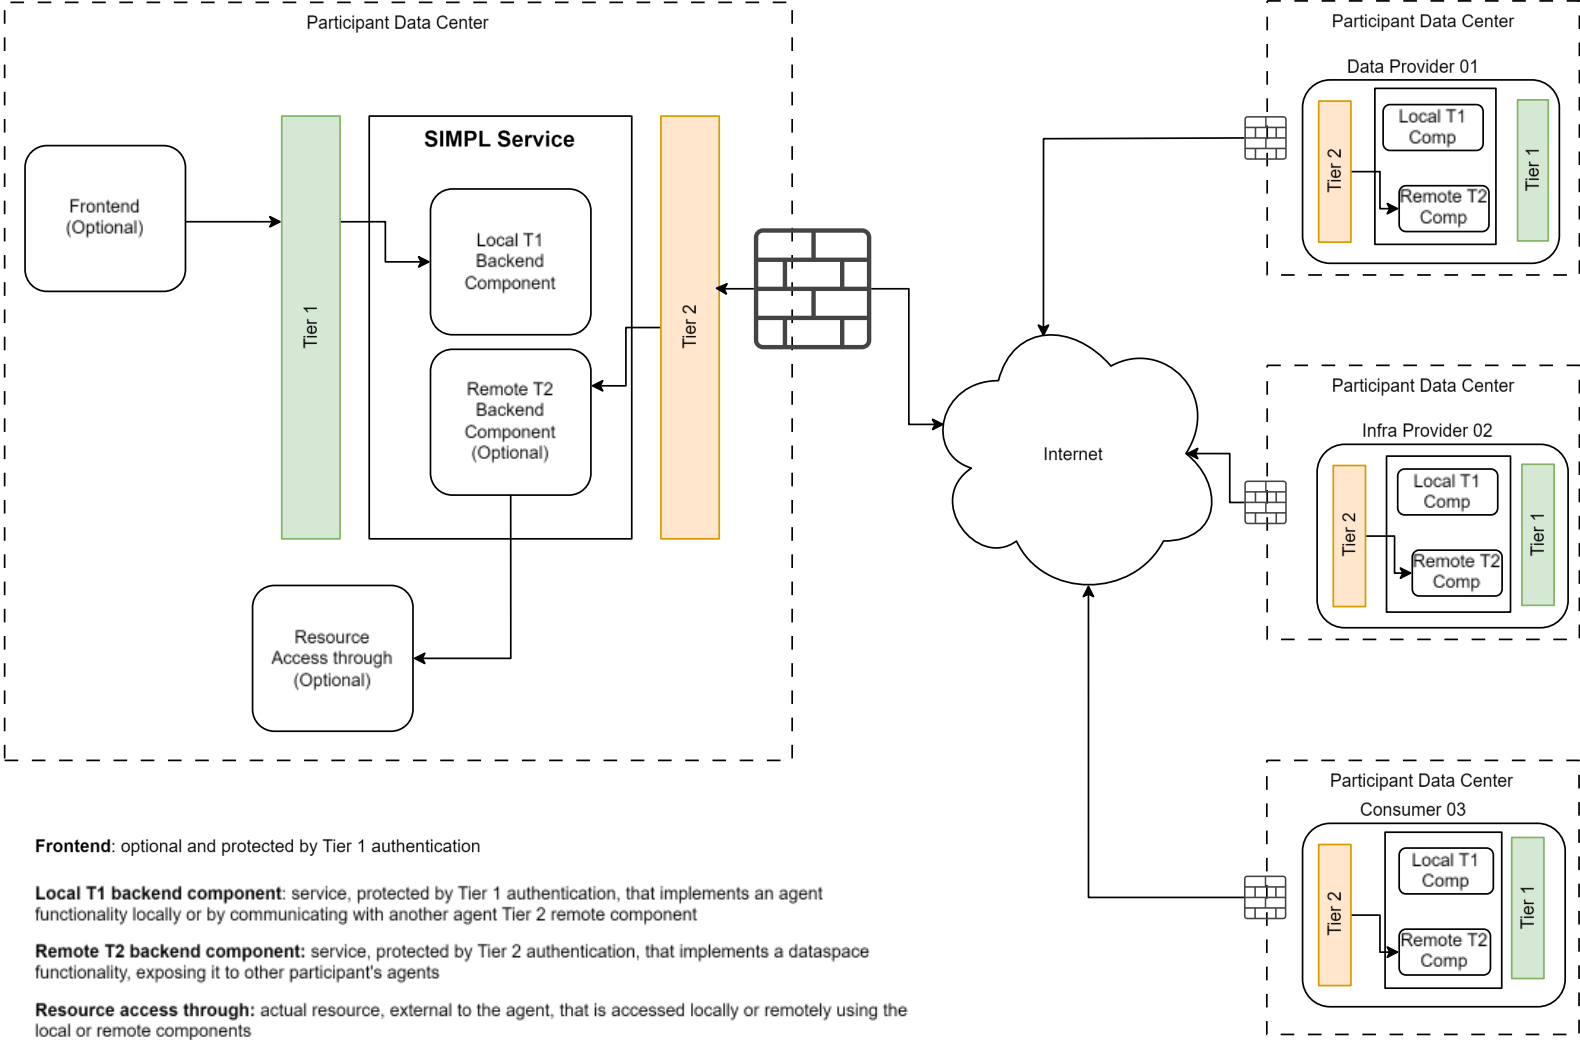 Participant Data Center
SIMPL Service
Frontend
(Optional)
Tier 1
Local T1
Backend
Component
Remote T2
Backend
Component
(Optional)
Tier 2
Resource
Access through
(Optional)
Internet
Participant Data Center
Data Provider 01
Tier 2
Local T1
Comp
Remote T2
Comp
Tier 1
Participant Data Center
Infra Provider 02
Tier 2
Local T1
Comp
Remote T2
Comp
Tier 1
Participant Data Center
Consumer 03
Tier 2
Local T1
Comp
Remote T2
Comp
Tier 1
Frontend: optional and protected by Tier 1 authentication
Local T1 backend component: service, protected by Tier 1 authentication, that implements an agent
functionality locally or by communicating with another agent Tier 2 remote component
Remote T2 backend component: service, protected by Tier 2 authentication, that implements a dataspace
functionality, exposing it to other participant's agents
Resource access through: actual resource, external to the agent, that is accessed locally or remotely using the
local or remote components